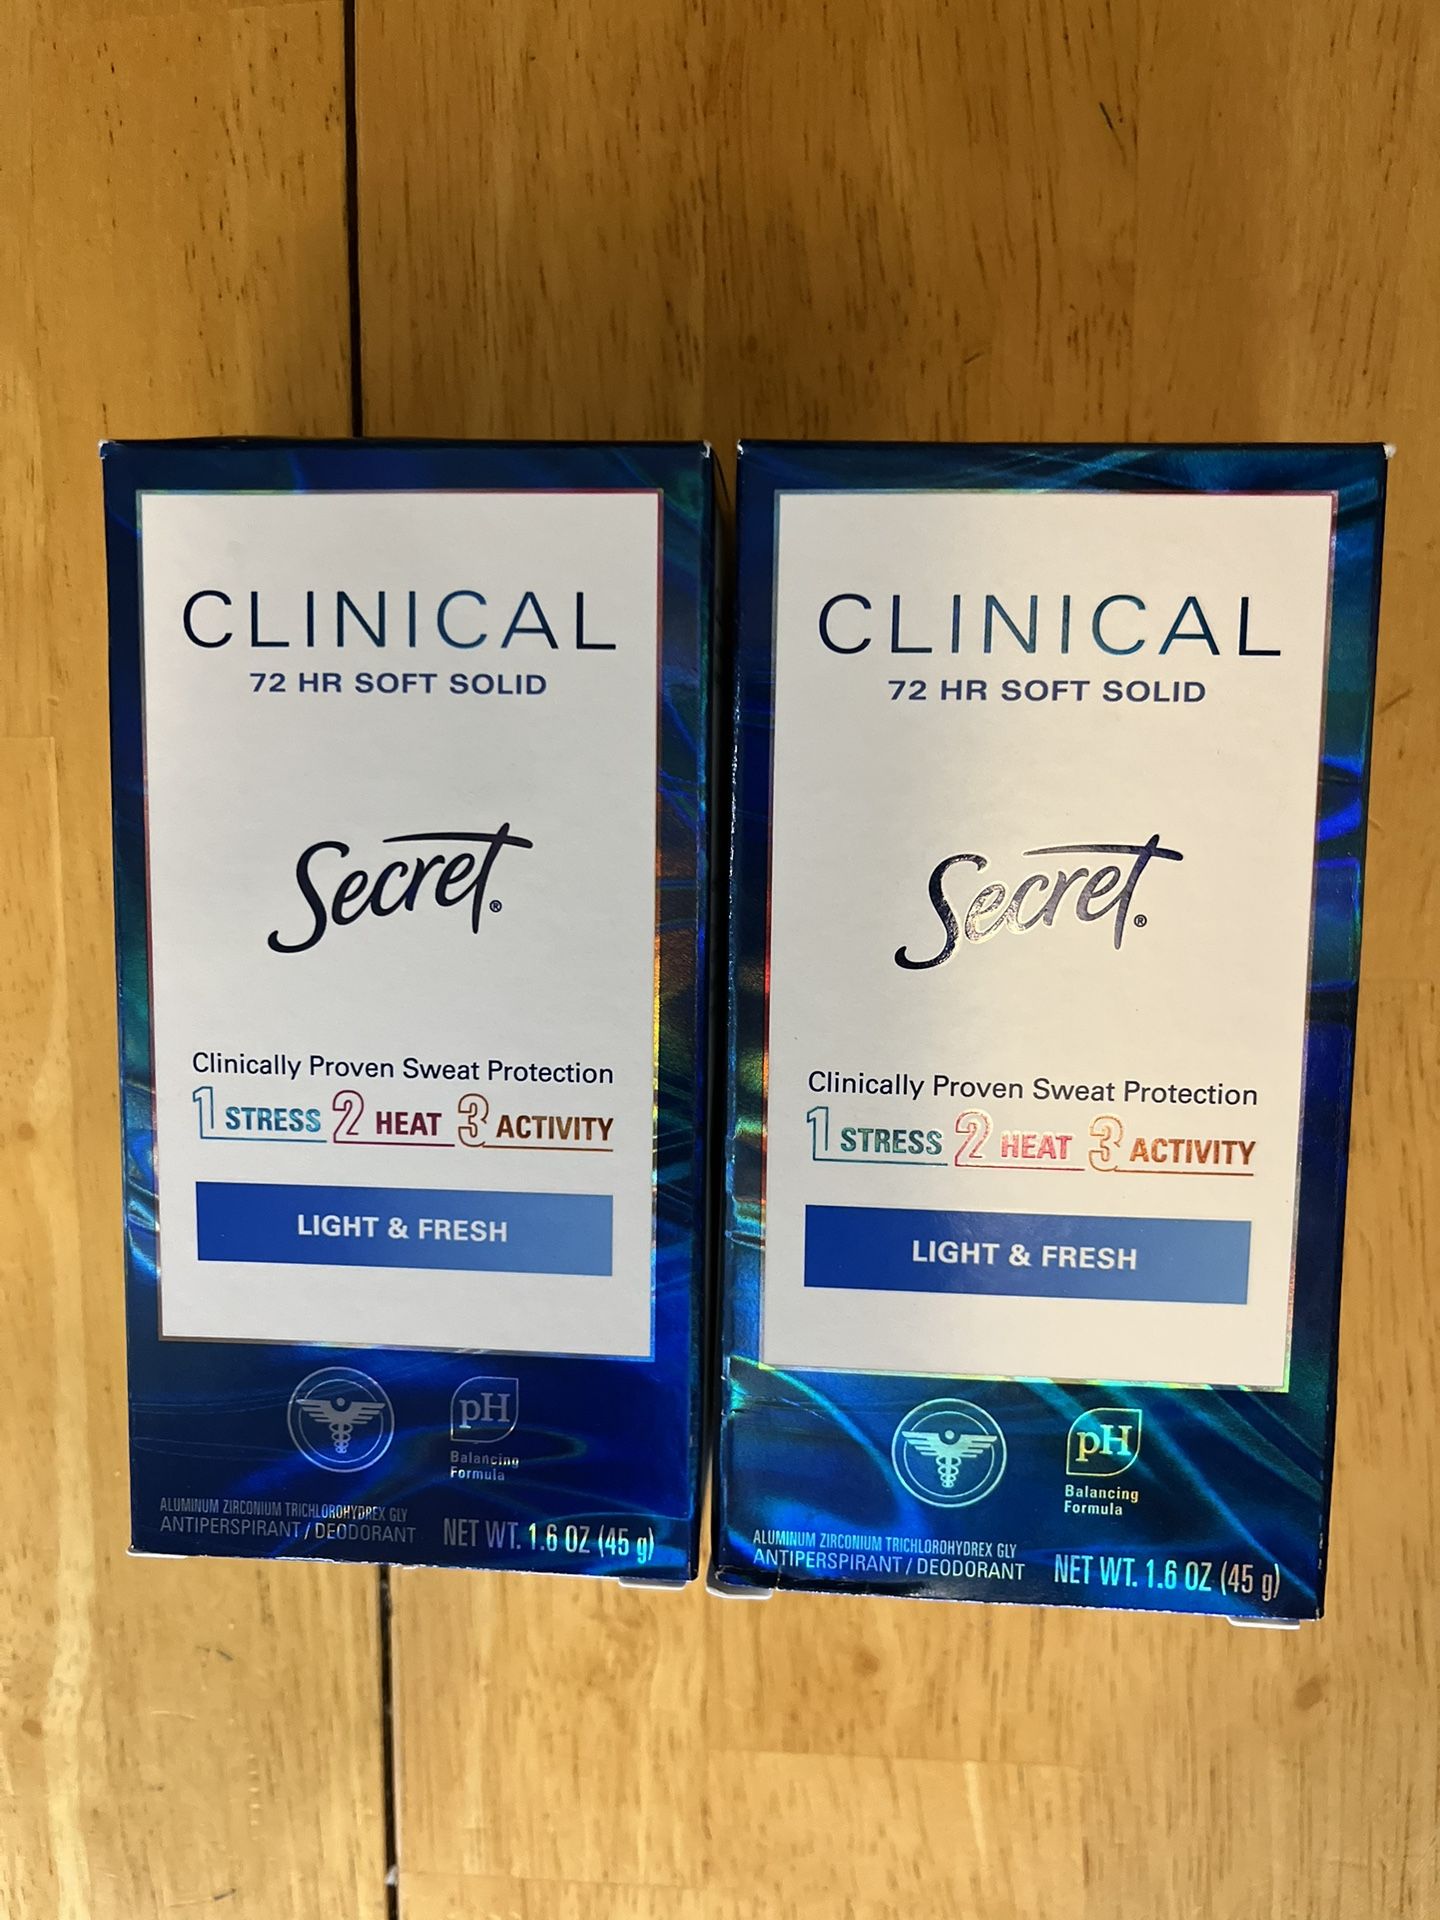 CLINICAL
72 HR SOFT SOLID
Secret®
Clinically Proven Sweat Protection
1 STRESS 2 HEAT 3 ACTIVITY
LIGHT & FRESH
pH
Balancing
Formula
ALUMINUM ZIRCONIUM TRICHLOROHYDREX GLY
ANTIPERSPIRANT / DEODORANT NET WT. 1.6 OZ (45 g)
CLINICAL
72 HR SOFT SOLID
Secret®
Clinically Proven Sweat Protection
1 STRESS 2 HEAT 3 ACTIVITY
LIGHT & FRESH
pH
Balancing
Formula
ALUMINUM ZIRCONIUM TRICHLOROHYDREX GLY
ANTIPERSPIRANT / DEODORANT NET WT. 1.6 OZ (45 g)